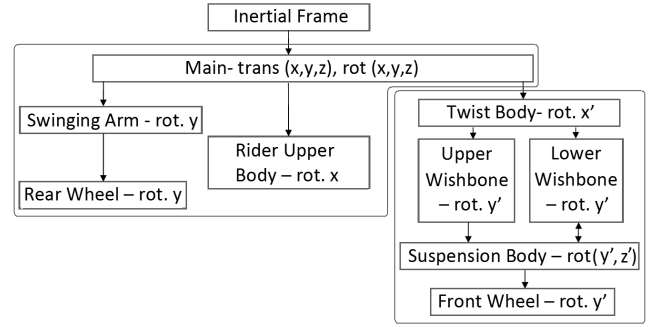 Inertial Frame
Main- trans (x,y,z), rot (x,y,z)
Swinging Arm - rot. y
Rear Wheel – rot. y
Rider Upper
Body – rot. x
Twist Body- rot. x’
Upper
Wishbone
– rot. y’
Lower
Wishbone
– rot. y’
Suspension Body – rot(y’,z’)
Front Wheel – rot. y’